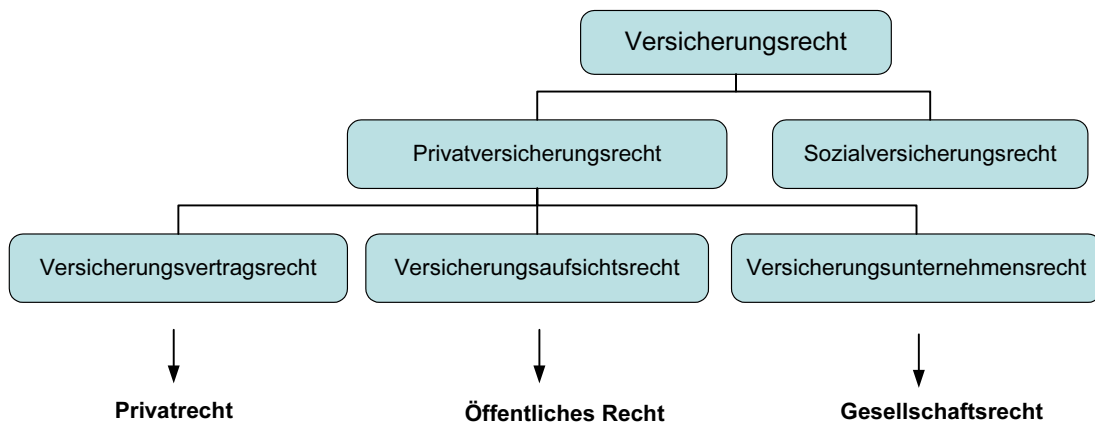 Versicherungsrecht
Privatversicherungsrecht
Sozialversicherungsrecht
Versicherungsvertragsrecht
Versicherungsaufsichtsrecht
Versicherungsunternehmensrecht
Privatrecht
Öffentliches Recht
Gesellschaftsrecht